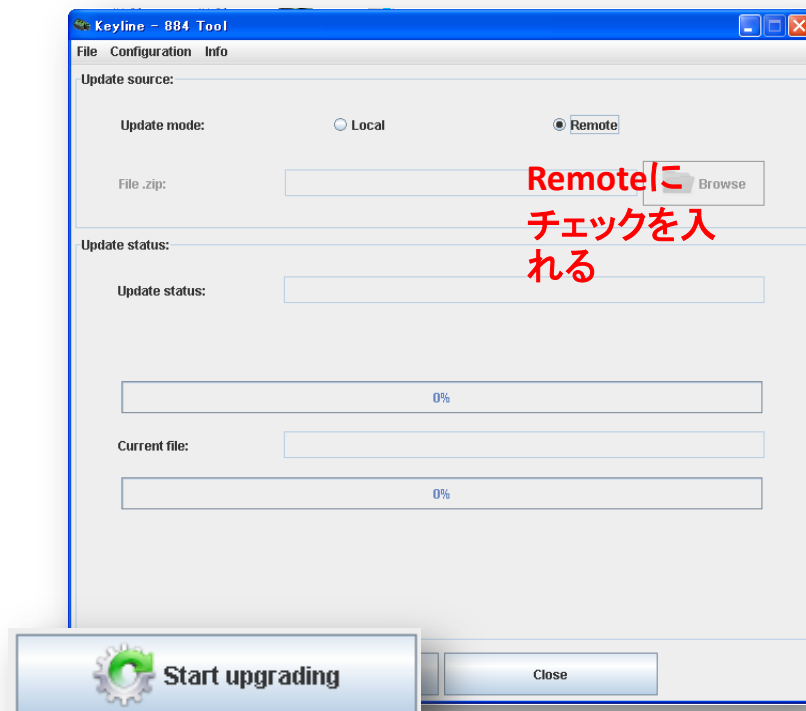 Keyline - 884 Tool
File Configuration Info
Update source:
Update mode: Local Remote
File .zip: Browse
Remoteに
チェックを入
れる
Update status:
Update status:
0%
Current file:
0%
Start upgrading
Close